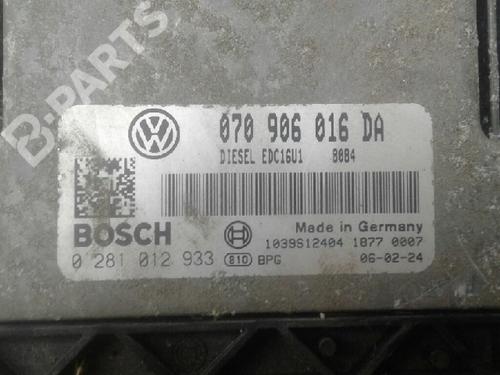 B-PARTS
070 906 016 DA
DIESEL EDC16U1 8084
BOSCH
Made in Germany
1039S12404 1877 0007
0 281 012 933 810 BPG 06-02-24